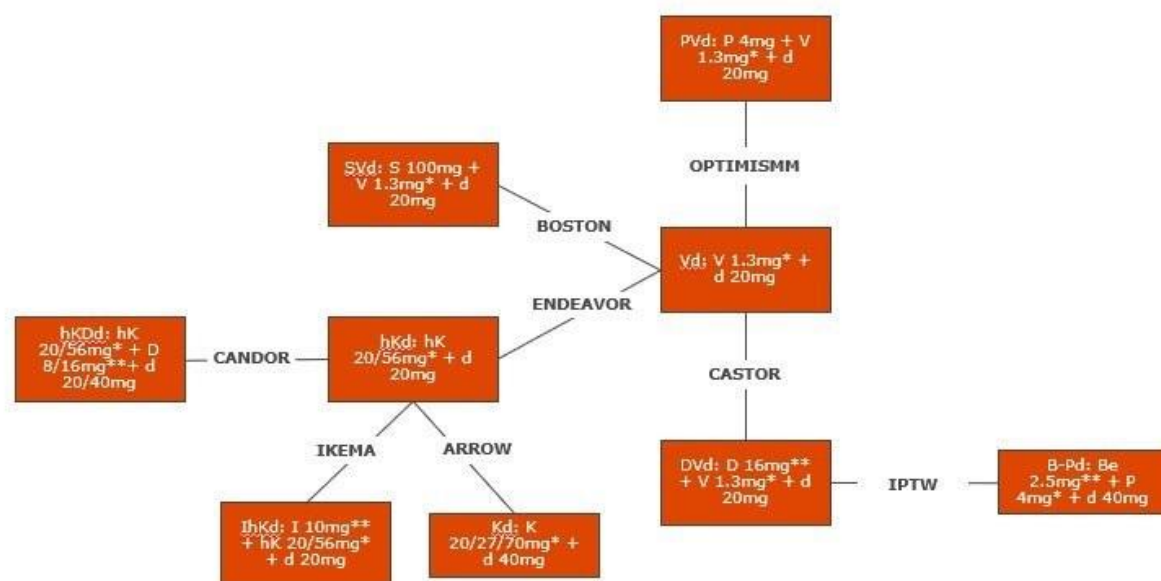 PVd: P 4mg + V
1.3mg* + d
20mg
OPTIMISMM
SVd: S 100mg +
V 1.3mg* + d
20mg
BOSTON
Vd: V 1.3mg* +
d 20mg
ENDEAVOR
hKDd: hK
20/56mg* + D
8/16mg**+ d
20/40mg
CANDOR
hKd: hK
20/56mg* + d
20mg
CASTOR
IKEMA
ARROW
IhKd: I 10mg**
+ hK 20/56mg*
+ d 20mg
Kd: K
20/27/70mg* +
d 40mg
DVd: D 16mg**
+ V 1.3mg* + d
20mg
IPTW
B-Pd: Be
2.5mg** + P
4mg* + d 40mg